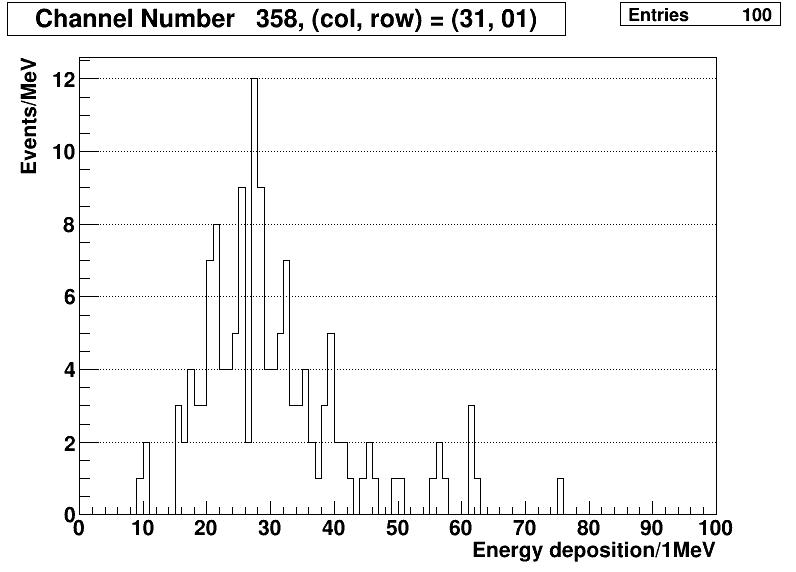 Channel Number 358, (col, row) = (31, 01)
Entries 100
Events/MeV
12
10
8
6
4
2
0
0 10 20 30 40 50 60 70 80 90 100
Energy deposition/1MeV